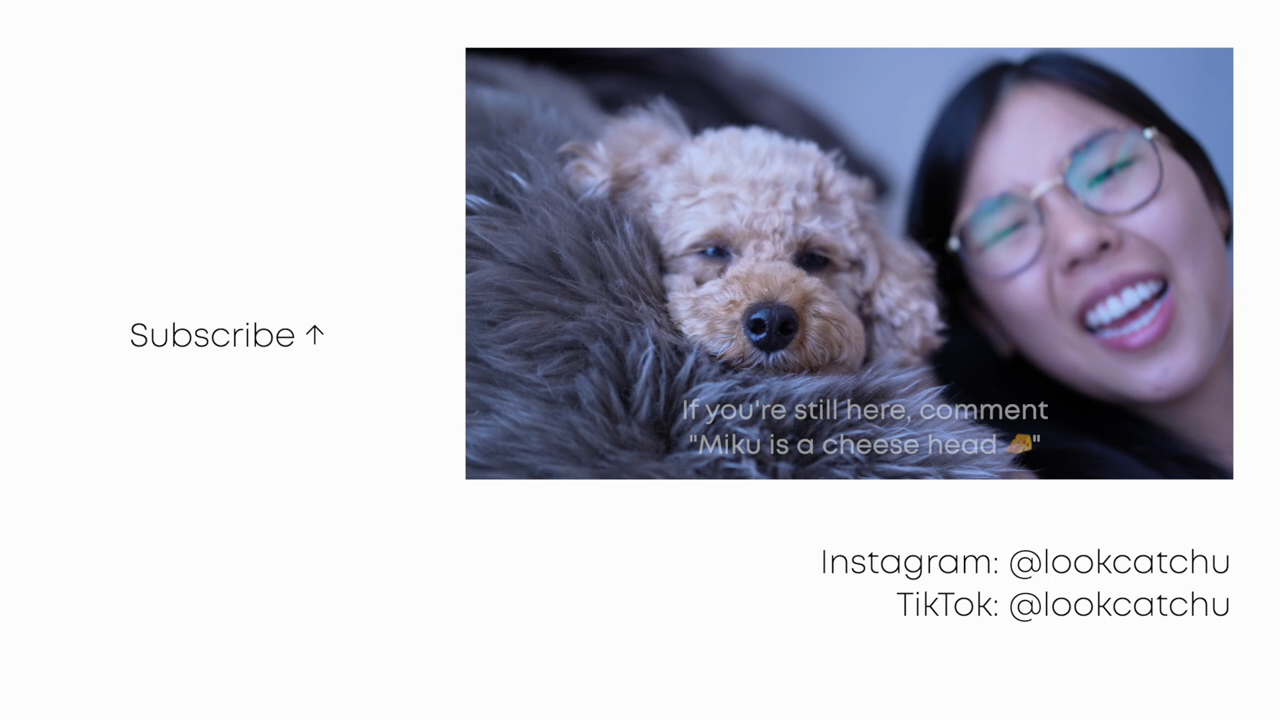 Subscribe ↑
If you're still here, comment
"Miku is a cheese head 🧀"
Instagram: @lookcatchu
TikTok: @lookcatchu